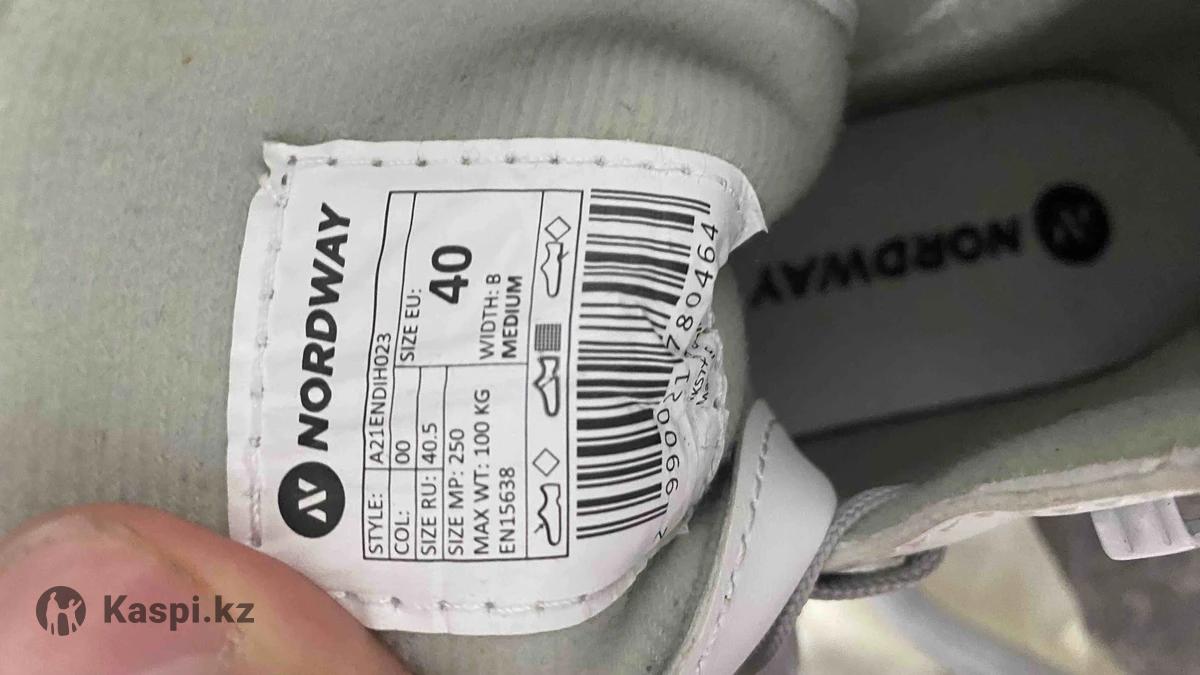 NORDWAY
STYLE: A21ENDIH023
COL: 00
SIZE RU: 40.5
SIZE MP: 250
MAX WT: 100 KG
EN15638
SIZE EU:
40
WIDTH: B
MEDIUM
780464
NORDWAY
Kaspi.kz